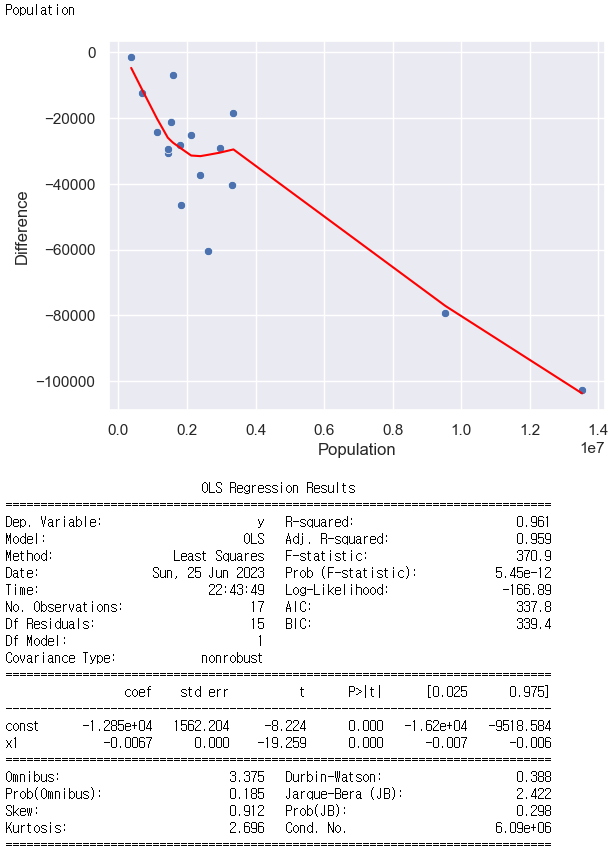 Population
0
−20000
−40000
−60000
−80000
−100000
Difference
0.0 0.2 0.4 0.6 0.8 1.0 1.2 1.4
1e7
Population
OLS Regression Results
==============================================================================
Dep. Variable: y R-squared: 0.961
Model: OLS Adj. R-squared: 0.959
Method: Least Squares F-statistic: 370.9
Date: Sun, 25 Jun 2023 Prob (F-statistic): 5.45e-12
Time: 22:43:49 Log-Likelihood: -166.89
No. Observations: 17 AIC: 337.8
Df Residuals: 15 BIC: 339.4
Df Model: 1
Covariance Type: nonrobust
==============================================================================
coef std err t P>|t| [0.025 0.975]
------------------------------------------------------------------------------
const -1.285e+04 1562.204 -8.224 0.000 -1.62e+04 -9518.584
x1 -0.0067 0.000 -19.259 0.000 -0.007 -0.006
==============================================================================
Omnibus: 3.375 Durbin-Watson: 0.388
Prob(Omnibus): 0.185 Jarque-Bera (JB): 2.422
Skew: 0.912 Prob(JB): 0.298
Kurtosis: 2.696 Cond. No. 6.09e+06
==============================================================================